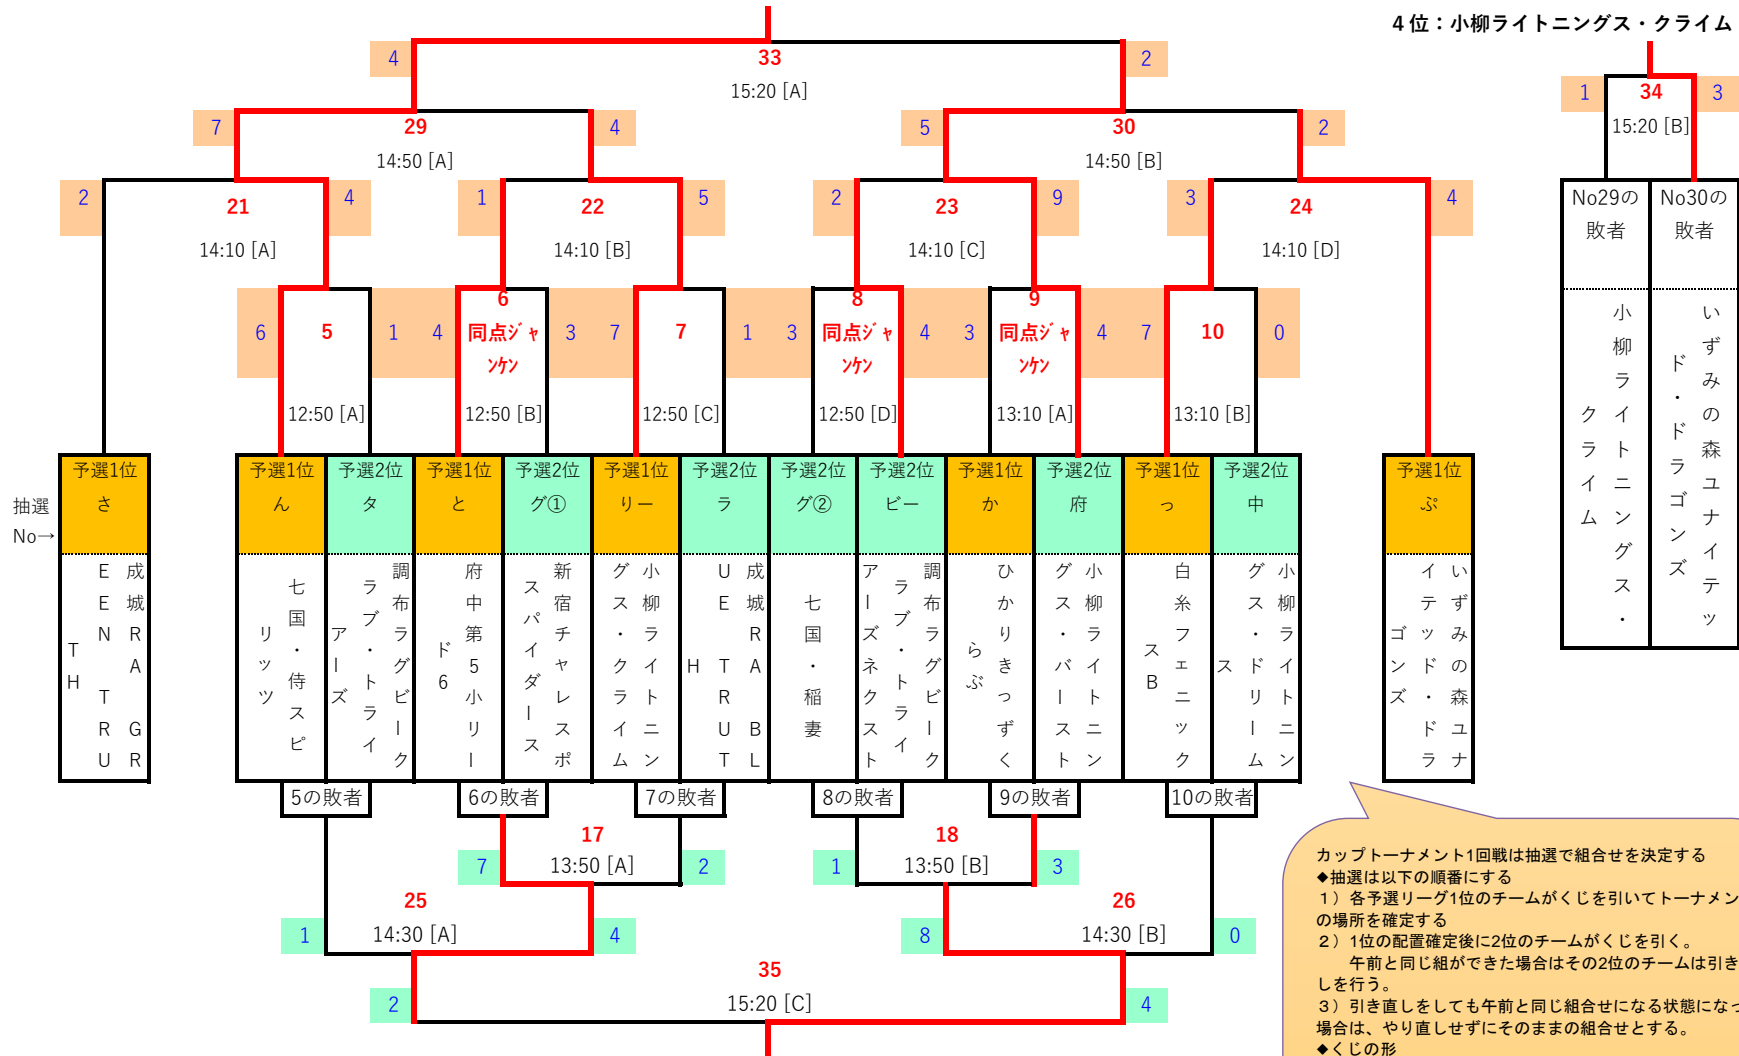 4位：小柳ライトニングス・クライム
4
33
2
15:20 [A]
1
34
3
15:20 [B]
7
29
4
14:50 [A]
5
30
2
14:50 [B]
2
21
4
14:10 [A]
1
22
5
14:10 [B]
2
23
9
14:10 [C]
3
24
4
14:10 [D]
No29の
敗者
No30の
敗者
小柳ライトニングス・
クライム
いずみの森ユナイテッ
ド・ドラゴンズ
6
5
1
12:50 [A]
4
6
同点ｼﾞｬ
ﾝｹﾝ
3
12:50 [B]
7
7
1
12:50 [C]
3
8
同点ｼﾞｬ
ﾝｹﾝ
4
12:50 [D]
3
9
同点ｼﾞｬ
ﾝｹﾝ
4
13:10 [A]
7
10
0
13:10 [B]
抽選
No→
予選1位
さ
成城RA GR
EEN TRU
TH
予選1位
ん
七国・侍スピ
リッツ
予選2位
タ
調布ラグビーク
ラブ・トライ
アーズ
予選1位
と
府中第5小リー
ド6
予選2位
グ①
新宿チャレスポ
スパイダース
予選1位
りー
小柳ライトニン
グス・クライム
予選2位
ラ
成城RA BL
UE TRUT
H
予選2位
グ②
七国・稲妻
予選2位
ビー
調布ラグビーク
ラブ・トライ
アーズネクスト
予選1位
か
ひかりきっずく
らぶ
予選2位
府
小柳ライトニン
グス・バースト
予選1位
っ
白糸フェニック
スB
予選2位
中
小柳ライトニン
グス・ドリーム
ス
予選1位
ぷ
いずみの森ユナ
イテッド・ドラ
ゴンズ
5の敗者
6の敗者
7の敗者
8の敗者
9の敗者
10の敗者
7
17
2
13:50 [A]
1
18
3
13:50 [B]
1
25
4
14:30 [A]
8
26
0
14:30 [B]
2
35
4
15:20 [C]
カップトーナメント1回戦は抽選で組合せを決定する
◆抽選は以下の順番にする
1）各予選リーグ1位のチームがくじを引いてトーナメン
の場所を確定する
2）1位の配置確定後に2位のチームがくじを引く。
午前と同じ組ができた場合はその2位のチームは引き
しを行う。
3）引き直しをしても午前と同じ組合せになる状態になっ
場合は、やり直しせずにそのままの組合せとする。
◆くじの形